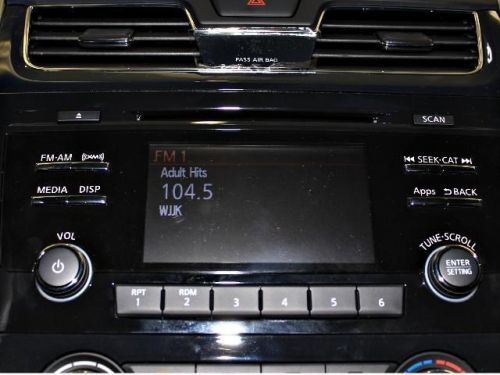 PASS AIR BAG
SCAN
FM 1
FM·AM XM
SEEK·CAT
Adult Hits
104.5
WJJK
MEDIA DISP
Apps BACK
VOL
TUNE·SCROLL
ENTER
SETTING
RPT RDM
1 2 3 4 5 6